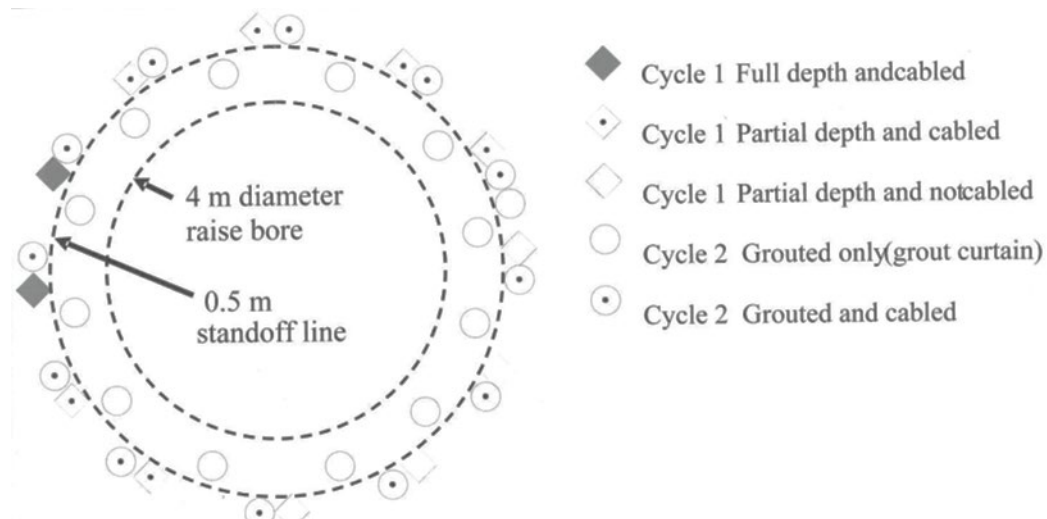 4 m diameter
raise bore
0.5 m
standoff line
Cycle 1 Full depth andcabled
Cycle 1 Partial depth and cabled
Cycle 1 Partial depth and notcabled
Cycle 2 Grouted only(grout curtain)
Cycle 2 Grouted and cabled